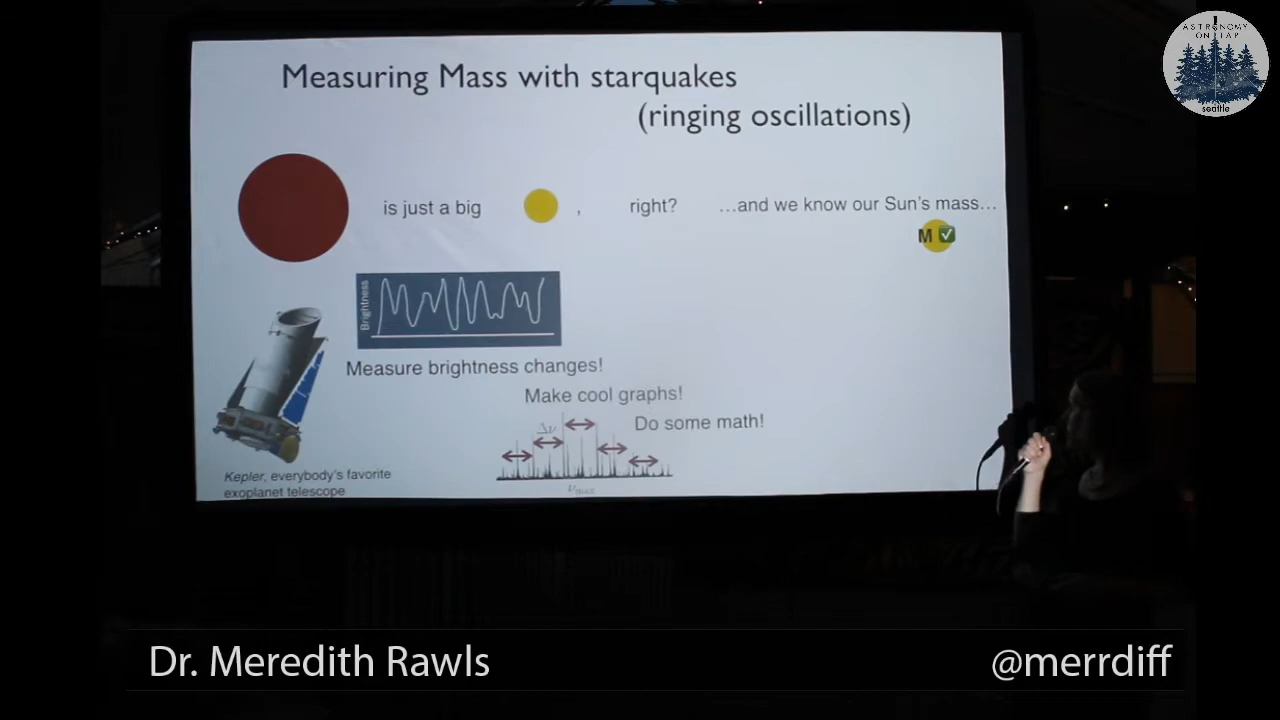 ASTRONOMY
ON TAP
seattle
Measuring Mass with starquakes
(ringing oscillations)
is just a big , right? …and we know our Sun's mass…
M ✅
Brightness
Measure brightness changes!
Make cool graphs!
Do some math!
Δν
νmax
Kepler, everybody's favorite
exoplanet telescope
Dr. Meredith Rawls
@merrdiff